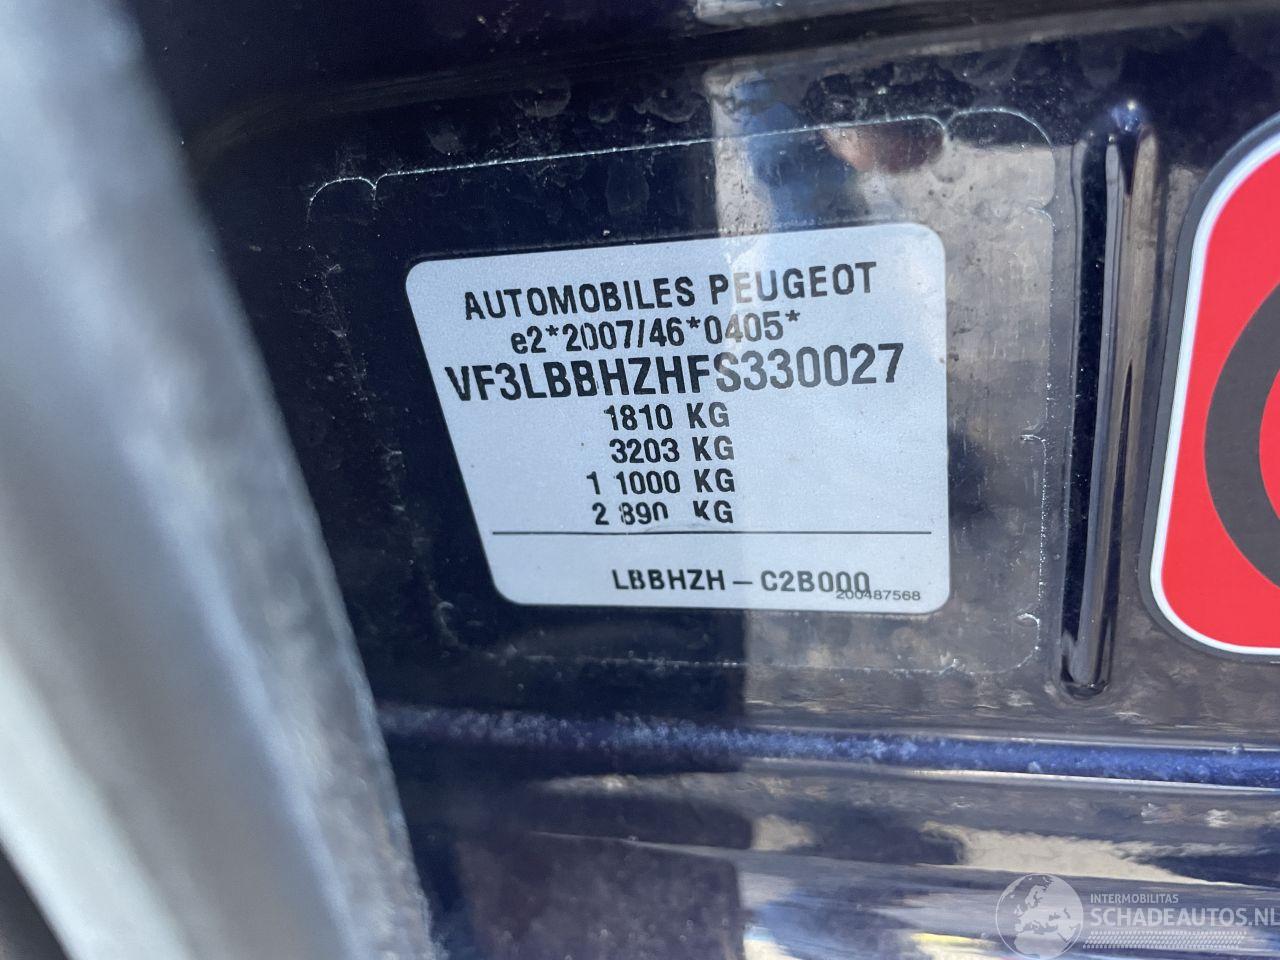 AUTOMOBILES PEUGEOT
e2*2007/46*0405*
VF3LBBHZHFS330027
1810 KG
3203 KG
1 1000 KG
2 890 KG
LBBHZH – C2B000
200487568
INTERMOBILITAS
SCHADEAUTOS.NL